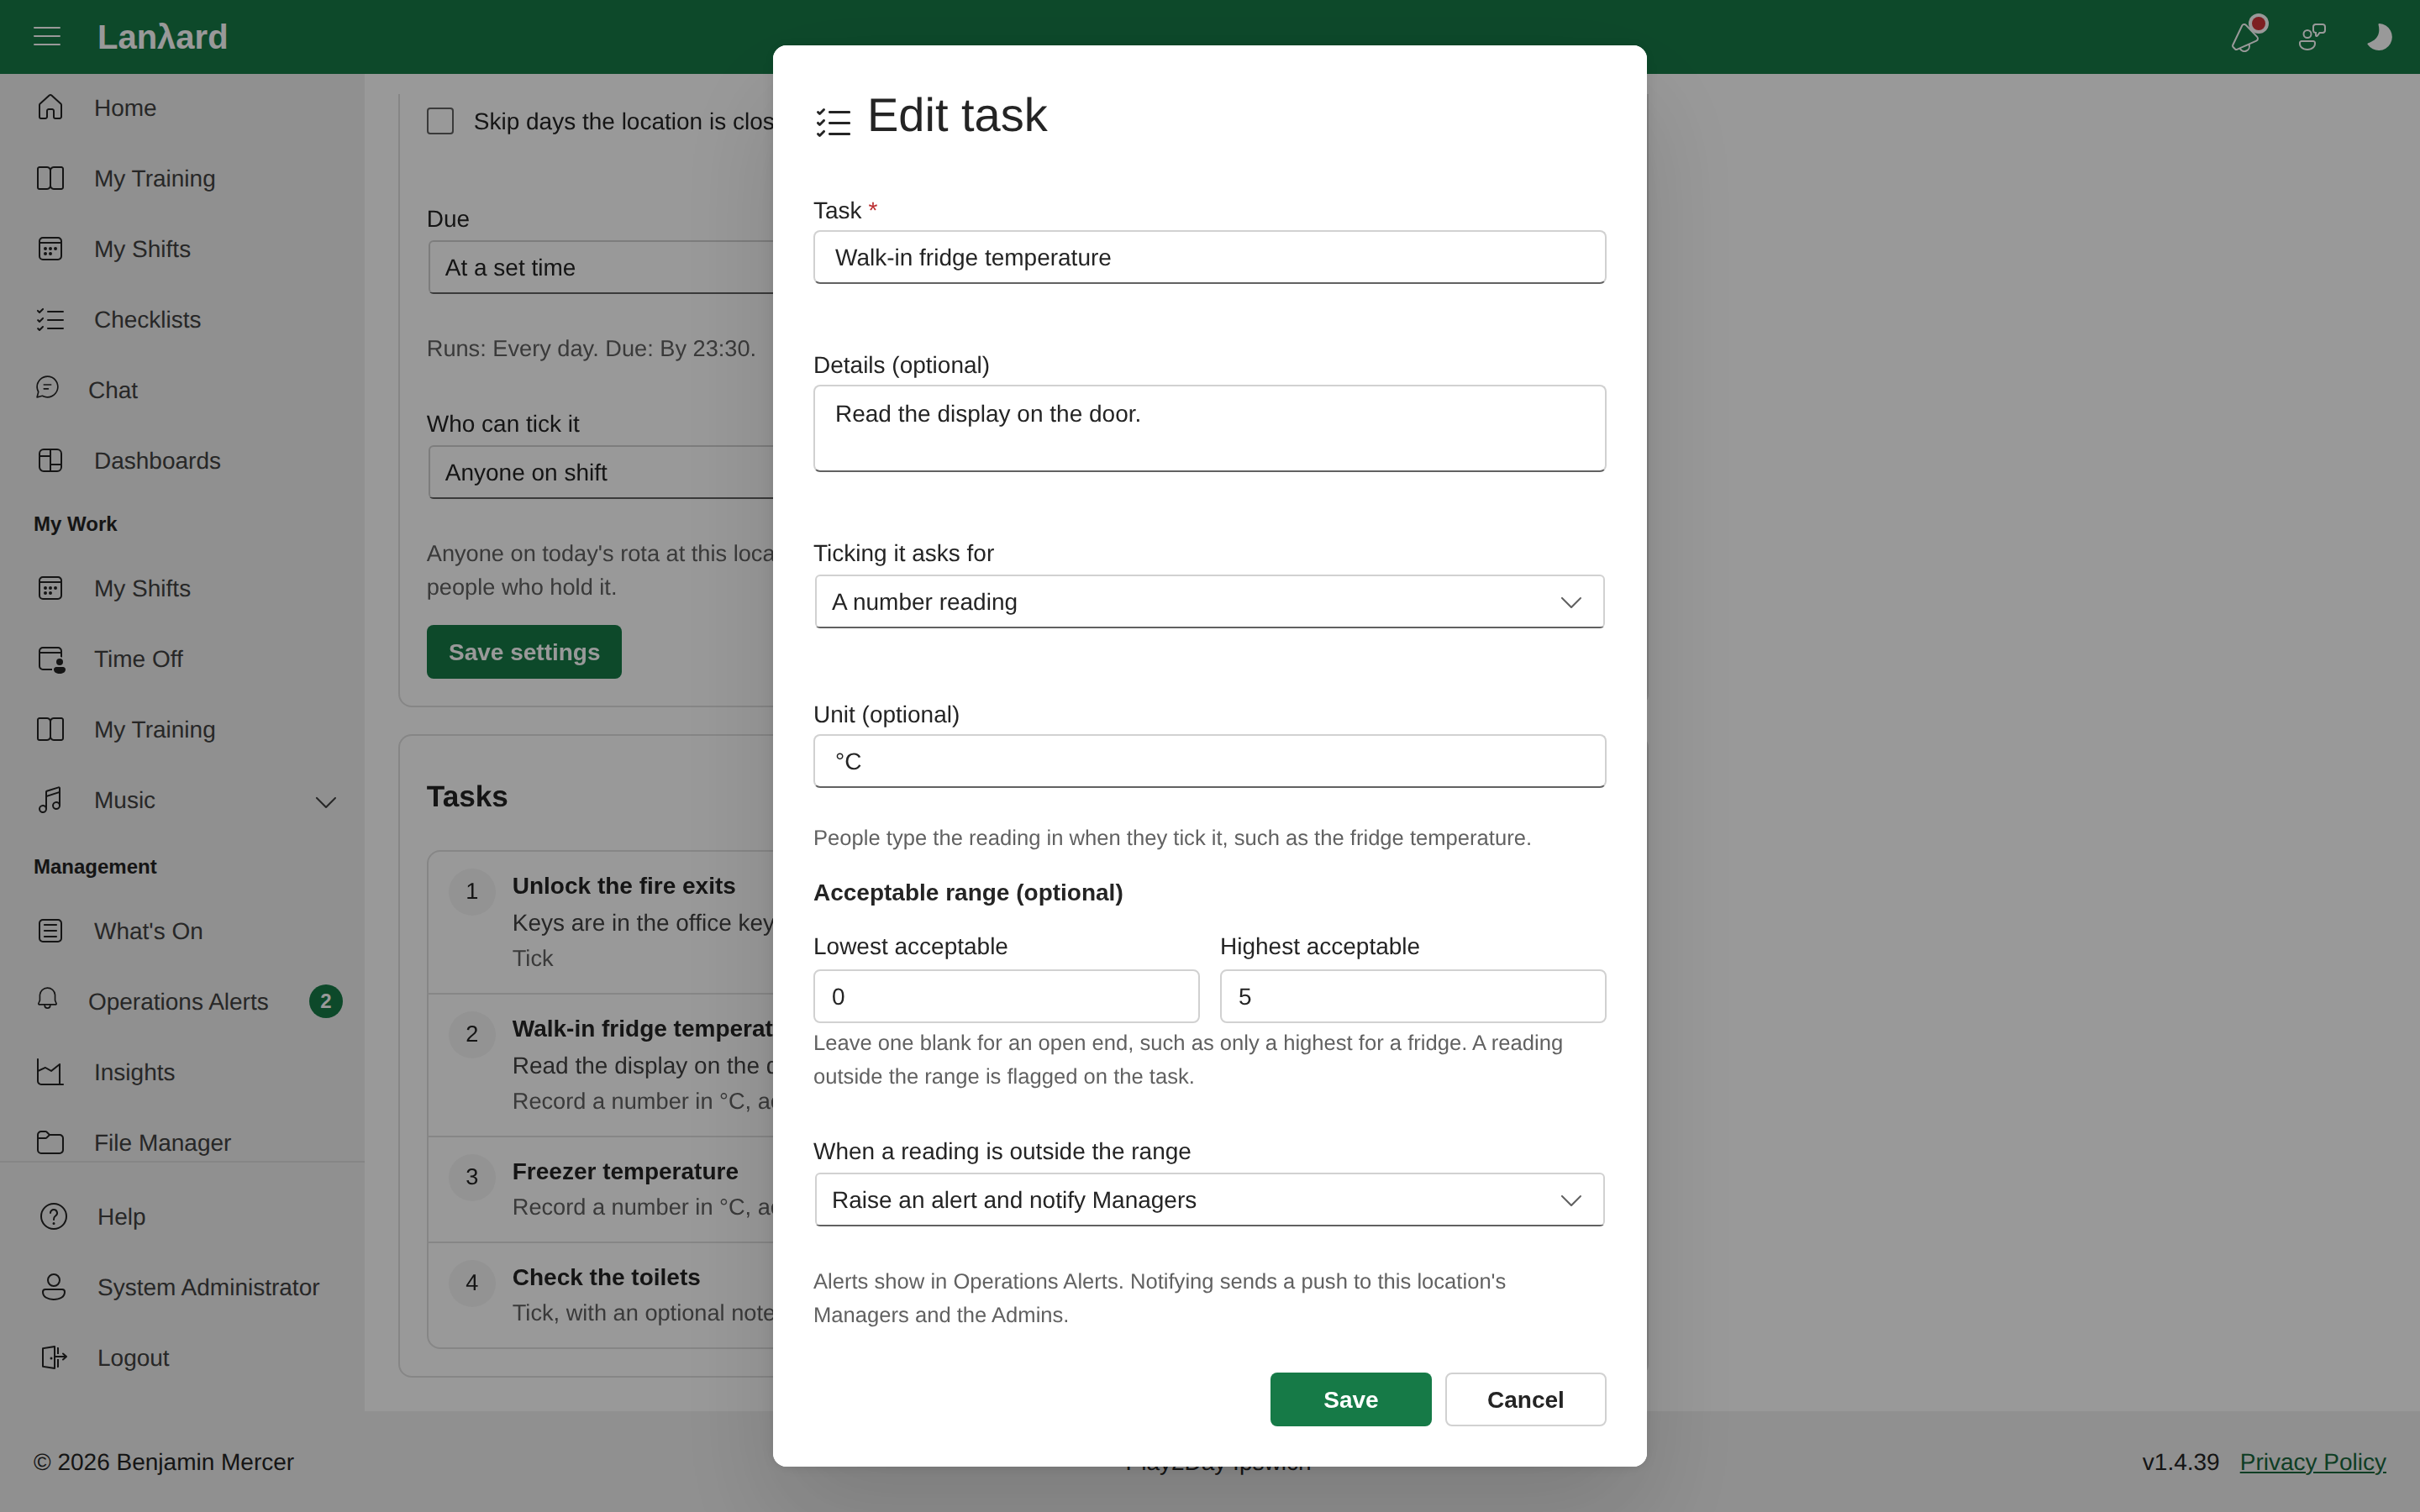 Lanλard
Home
My Training
My Shifts
Checklists
Chat
Dashboards
My Work
My Shifts
Time Off
My Training
Music
Management
What's On
Operations Alerts 2
Insights
File Manager
Help
System Administrator
Logout
Skip days the location is clos
Due
At a set time
Runs: Every day. Due: By 23:30.
Who can tick it
Anyone on shift
Anyone on today's rota at this loca
people who hold it.
Save settings
Tasks
1 Unlock the fire exits
Keys are in the office key
Tick
2 Walk-in fridge temperat
Read the display on the
Record a number in °C,
3 Freezer temperature
Record a number in °C,
4 Check the toilets
Tick, with an optional note
Edit task
Task *
Walk-in fridge temperature
Details (optional)
Read the display on the door.
Ticking it asks for
A number reading
Unit (optional)
°C
People type the reading in when they tick it, such as the fridge temperature.
Acceptable range (optional)
Lowest acceptable Highest acceptable
0 5
Leave one blank for an open end, such as only a highest for a fridge. A reading
outside the range is flagged on the task.
When a reading is outside the range
Raise an alert and notify Managers
Alerts show in Operations Alerts. Notifying sends a push to this location's
Managers and the Admins.
Save Cancel
© 2026 Benjamin Mercer
v1.4.39 Privacy Policy